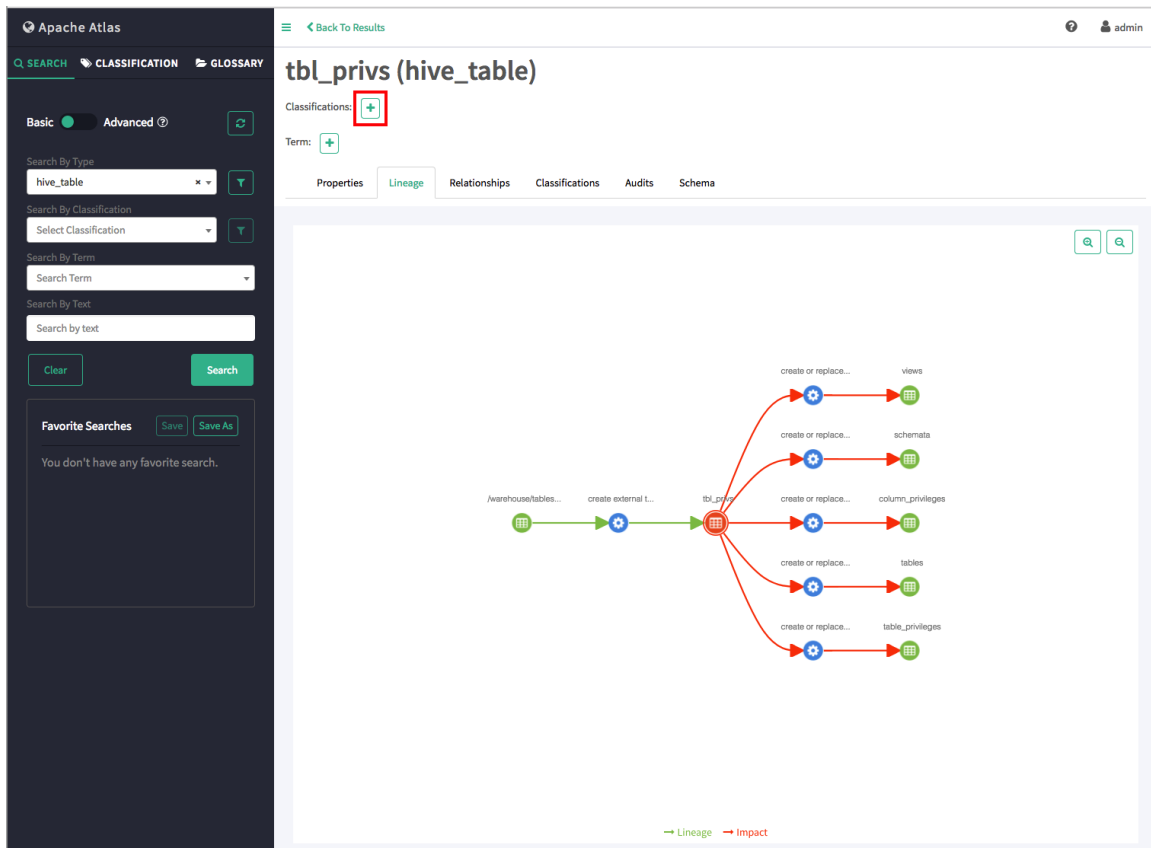 Apache Atlas
SEARCH CLASSIFICATION GLOSSARY
Basic Advanced
Search By Type
hive_table
Search By Classification
Select Classification
Search By Term
Search Term
Search By Text
Search by text
Clear Search
Favorite Searches Save Save As
You don't have any favorite search.
Back To Results admin
tbl_privs (hive_table)
Classifications:
Term:
Properties Lineage Relationships Classifications Audits Schema
create or replace... views
create or replace... schemata
/warehouse/tables... create external t... tbl_privs create or replace... column_privileges
create or replace... tables
create or replace... table_privileges
Lineage Impact